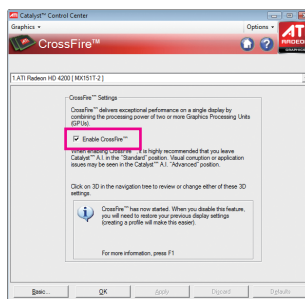 Catalyst™ Control Center
Graphics
Options
CrossFire™
ATI
RADEON
1.ATI Radeon HD 4200 [ MX151T-2 ]
CrossFire™ Settings
CrossFire™ delivers exceptional performance on a single display by
combining the processing power of two or more Graphics Processing Units
(GPUs).
Enable CrossFire™
When enabling CrossFire™, it is highly recommended that you leave
Catalyst™ A.I. in the "Standard" position. Visual corruption or application
issues may be seen in the Catalyst™ A.I. "Advanced" position.
Click on 3D in the navigation tree to review or change either of these 3D
settings.
CrossFire™ has now started. When you disable this feature,
you will need to restore your previous display settings
(creating a profile will make this easier).
For more information, press F1
Basic...
OK
Apply
Discard
Defaults